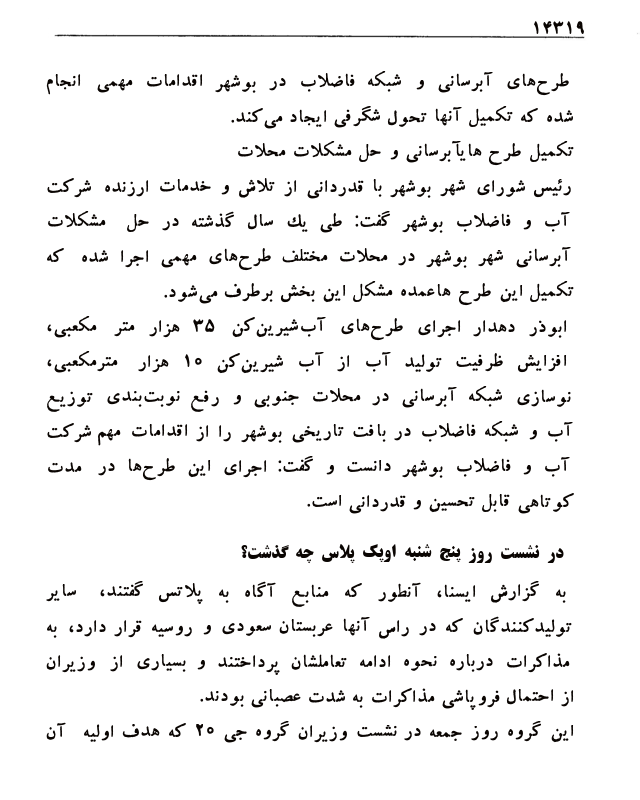 ۱۴۳۱۹
طرح‌های آبرسانی و شبکه فاضلاب در بوشهر اقدامات مهمی انجام
شده که تکمیل آنها تحول شگرفی ایجاد می‌کند.
تکمیل طرح هایآبرسانی و حل مشکلات محلات
رئیس شورای شهر بوشهر با قدردانی از تلاش و خدمات ارزنده شرکت
آب و فاضلاب بوشهر گفت: طی یك سال گذشته در حل مشکلات
آبرسانی شهر بوشهر در محلات مختلف طرح‌های مهمی اجرا شده که
تکمیل این طرح هاعمده مشکل این بخش برطرف می‌شود.
ابوذر دهدار اجرای طرح‌های آب‌شیرین‌کن ۳۵ هزار متر مکعبی،
افزایش ظرفیت تولید آب از آب شیرین‌کن ۱۰ هزار مترمکعبی،
نوسازی شبکه آبرسانی در محلات جنوبی و رفع نوبت‌بندی توزیع
آب و شبکه فاضلاب در بافت تاریخی بوشهر را از اقدامات مهم شرکت
آب و فاضلاب بوشهر دانست و گفت: اجرای این طرح‌ها در مدت
کوتاهی قابل تحسین و قدردانی است.
در نشست روز پنج شنبه اوپک پلاس چه گذشت؟
به گزارش ایسنا، آنطور که منابع آگاه به پلاتس گفتند، سایر
تولیدکنندگان که در راس آنها عربستان سعودی و روسیه قرار دارد، به
مذاکرات درباره نحوه ادامه تعاملشان پرداختند و بسیاری از وزیران
از احتمال فروپاشی مذاکرات به شدت عصبانی بودند.
این گروه روز جمعه در نشست وزیران گروه جی ۲۰ که هدف اولیه آن